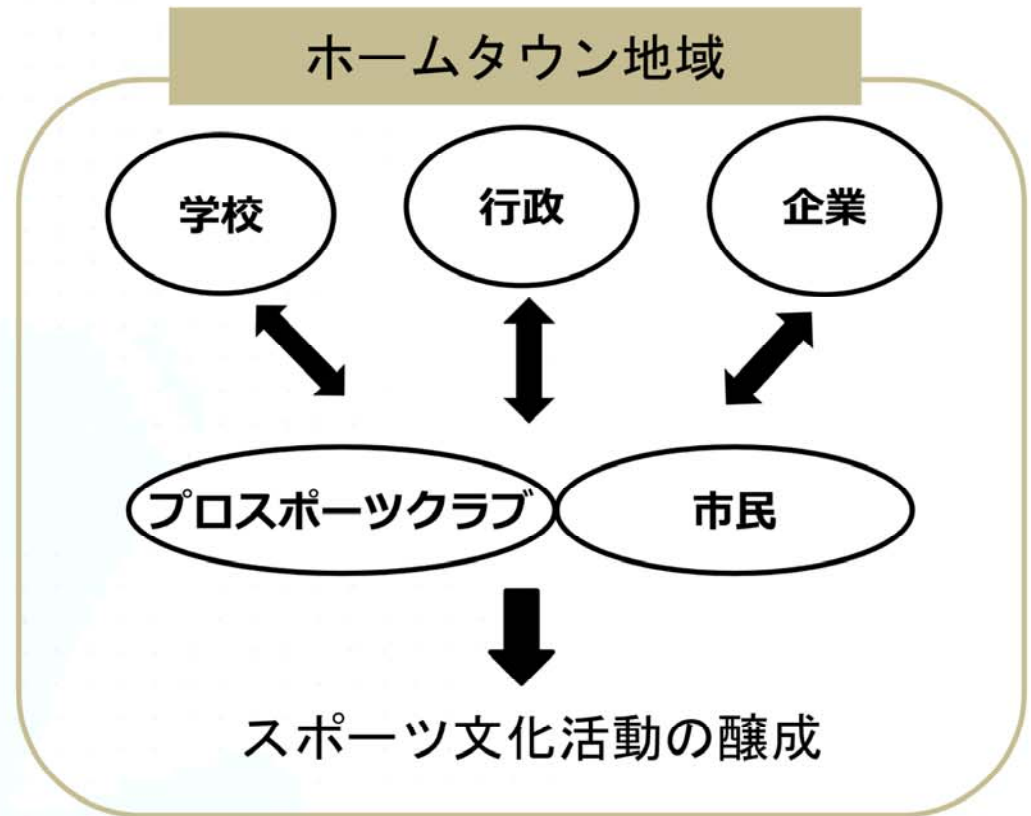 ホームタウン地域
学校
行政
企業
プロスポーツクラブ
市民
スポーツ文化活動の醸成